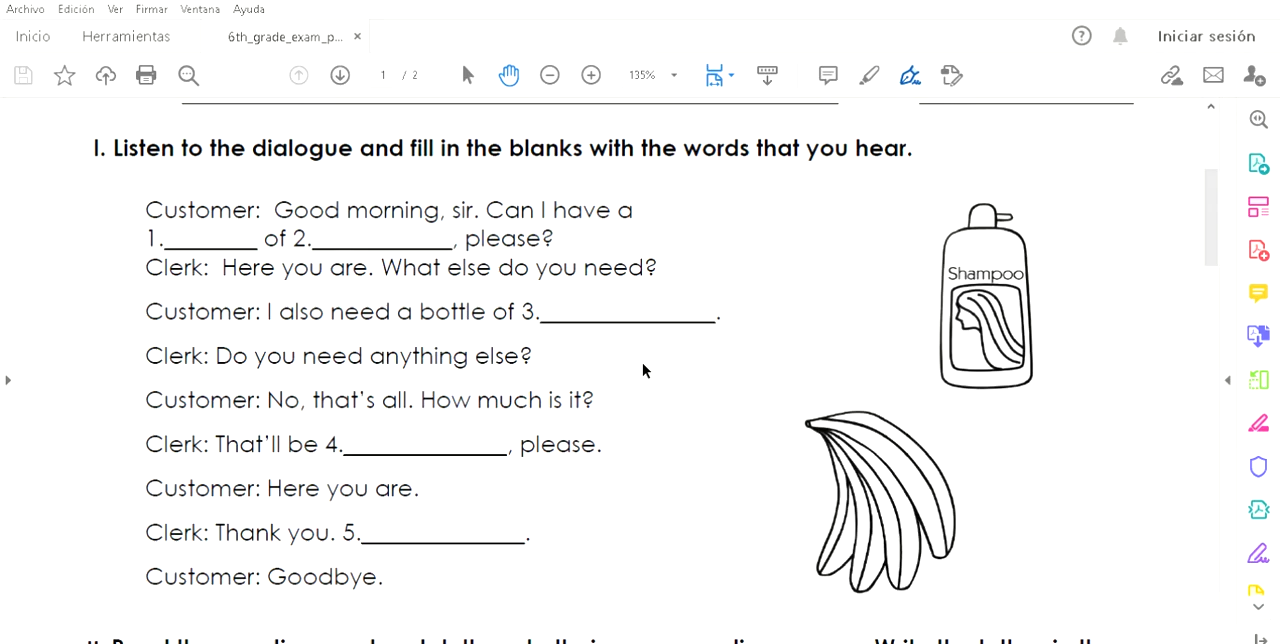 Archivo Edición Ver Firmar Ventana Ayuda
Inicio Herramientas 6th_grade_exam_p... × Iniciar sesión
1 / 2 135%
I. Listen to the dialogue and fill in the blanks with the words that you hear.
Customer: Good morning, sir. Can I have a
1.________ of 2.____________, please?
Clerk: Here you are. What else do you need?
Customer: I also need a bottle of 3._______________.
Clerk: Do you need anything else?
Customer: No, that's all. How much is it?
Clerk: That'll be 4.______________, please.
Customer: Here you are.
Clerk: Thank you. 5.______________.
Customer: Goodbye.
Shampoo